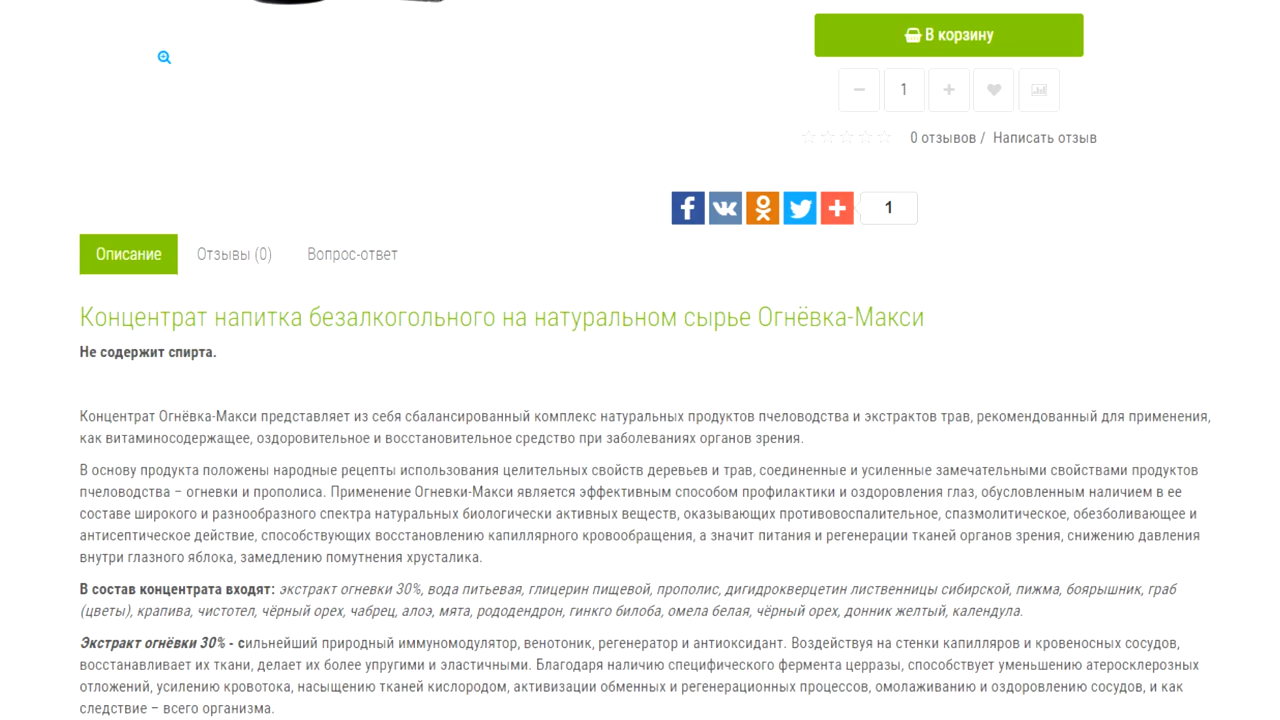 В корзину
1
0 отзывов / Написать отзыв
1
Описание
Отзывы (0)
Вопрос-ответ
Концентрат напитка безалкогольного на натуральном сырье Огнёвка-Макси
Не содержит спирта.
Концентрат Огнёвка-Макси представляет из себя сбалансированный комплекс натуральных продуктов пчеловодства и экстрактов трав, рекомендованный для применения,
как витаминосодержащее, оздоровительное и восстановительное средство при заболеваниях органов зрения.
В основу продукта положены народные рецепты использования целительных свойств деревьев и трав, соединенные и усиленные замечательными свойствами продуктов
пчеловодства – огневки и прополиса. Применение Огневки-Макси является эффективным способом профилактики и оздоровления глаз, обусловленным наличием в ее
составе широкого и разнообразного спектра натуральных биологически активных веществ, оказывающих противовоспалительное, спазмолитическое, обезболивающее и
антисептическое действие, способствующих восстановлению капиллярного кровообращения, а значит питания и регенерации тканей органов зрения, снижению давления
внутри глазного яблока, замедлению помутнения хрусталика.
В состав концентрата входят: экстракт огневки 30%, вода питьевая, глицерин пищевой, прополис, дигидрокверцетин лиственницы сибирской, пижма, боярышник, граб
(цветы), крапива, чистотел, чёрный орех, чабрец, алоэ, мята, рододендрон, гинкго билоба, омела белая, чёрный орех, донник желтый, календула.
Экстракт огнёвки 30% - сильнейший природный иммуномодулятор, венотоник, регенератор и антиоксидант. Воздействуя на стенки капилляров и кровеносных сосудов,
восстанавливает их ткани, делает их более упругими и эластичными. Благодаря наличию специфического фермента церразы, способствует уменьшению атеросклерозных
отложений, усилению кровотока, насыщению тканей кислородом, активизации обменных и регенерационных процессов, омолаживанию и оздоровлению сосудов, и как
следствие – всего организма.